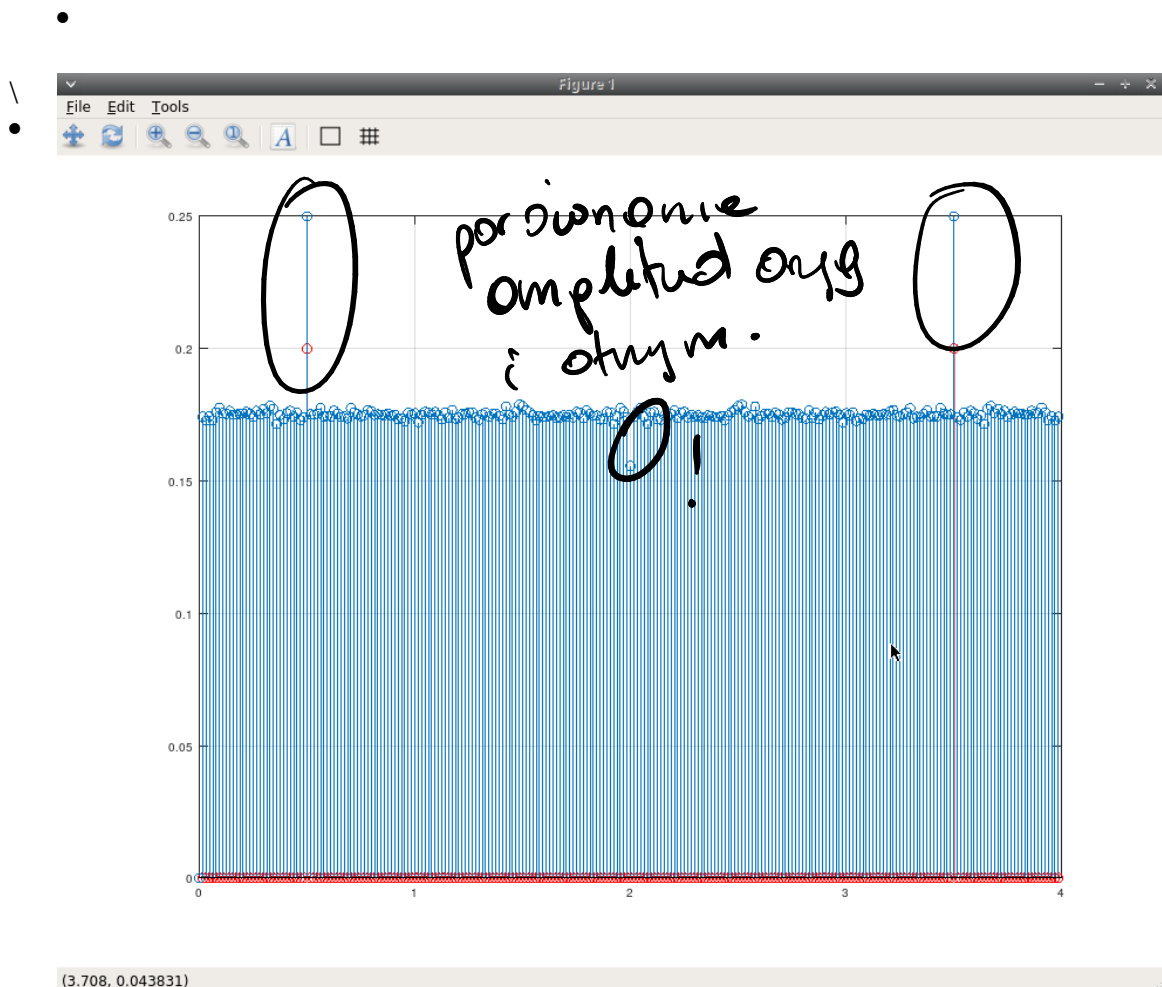 \
Figure 1
File Edit Tools
A
0.25
0.2
0.15
0.1
0.05
0
0 1 2 3 4
porównanie
amplitud oryg
i otrzym.
!
(3.708, 0.043831)